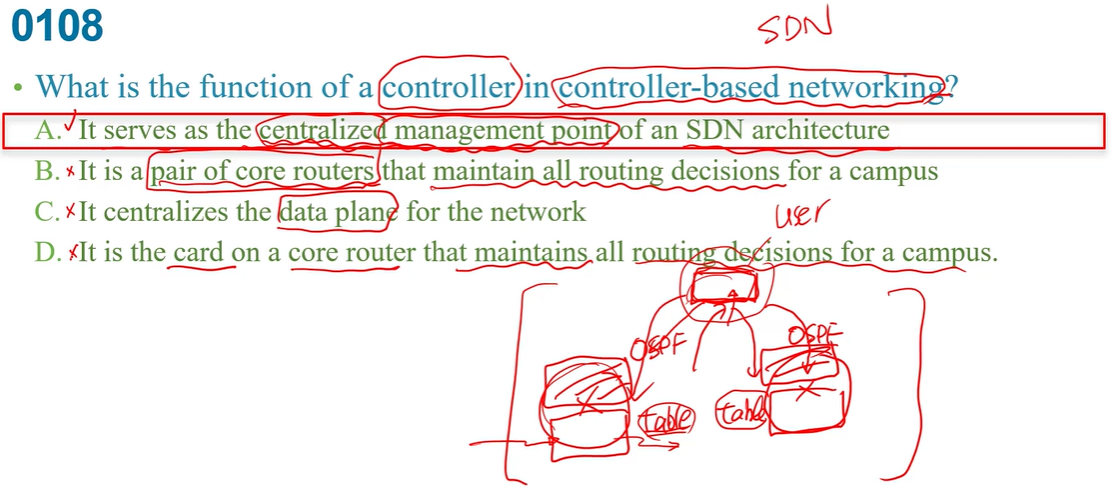 0108
SDN
• What is the function of a controller in controller-based networking?
A. It serves as the centralized management point of an SDN architecture
B. It is a pair of core routers that maintain all routing decisions for a campus
C. It centralizes the data plane for the network
user
D. It is the card on a core router that maintains all routing decisions for a campus.
OSPF OSPF
table table